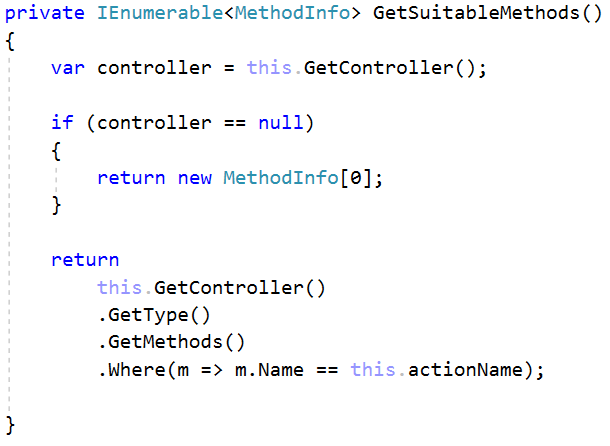 private IEnumerable<MethodInfo> GetSuitableMethods()
{
    var controller = this.GetController();

    if (controller == null)
    {
        return new MethodInfo[0];
    }

    return
        this.GetController()
        .GetType()
        .GetMethods()
        .Where(m => m.Name == this.actionName);

}